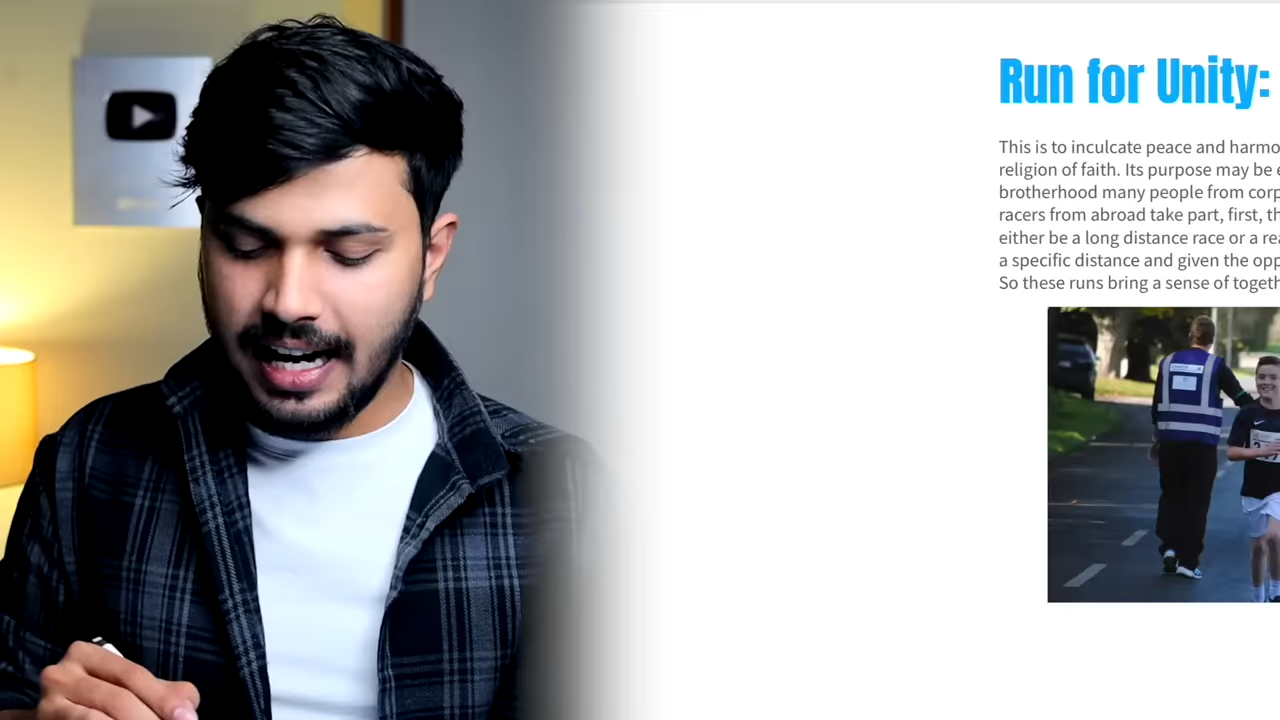 Run for Unity:
This is to inculcate peace and harmo
religion of faith. Its purpose may be
brotherhood many people from corp
racers from abroad take part, first, th
either be a long distance race or a rea
a specific distance and given the opp
So these runs bring a sense of togeth